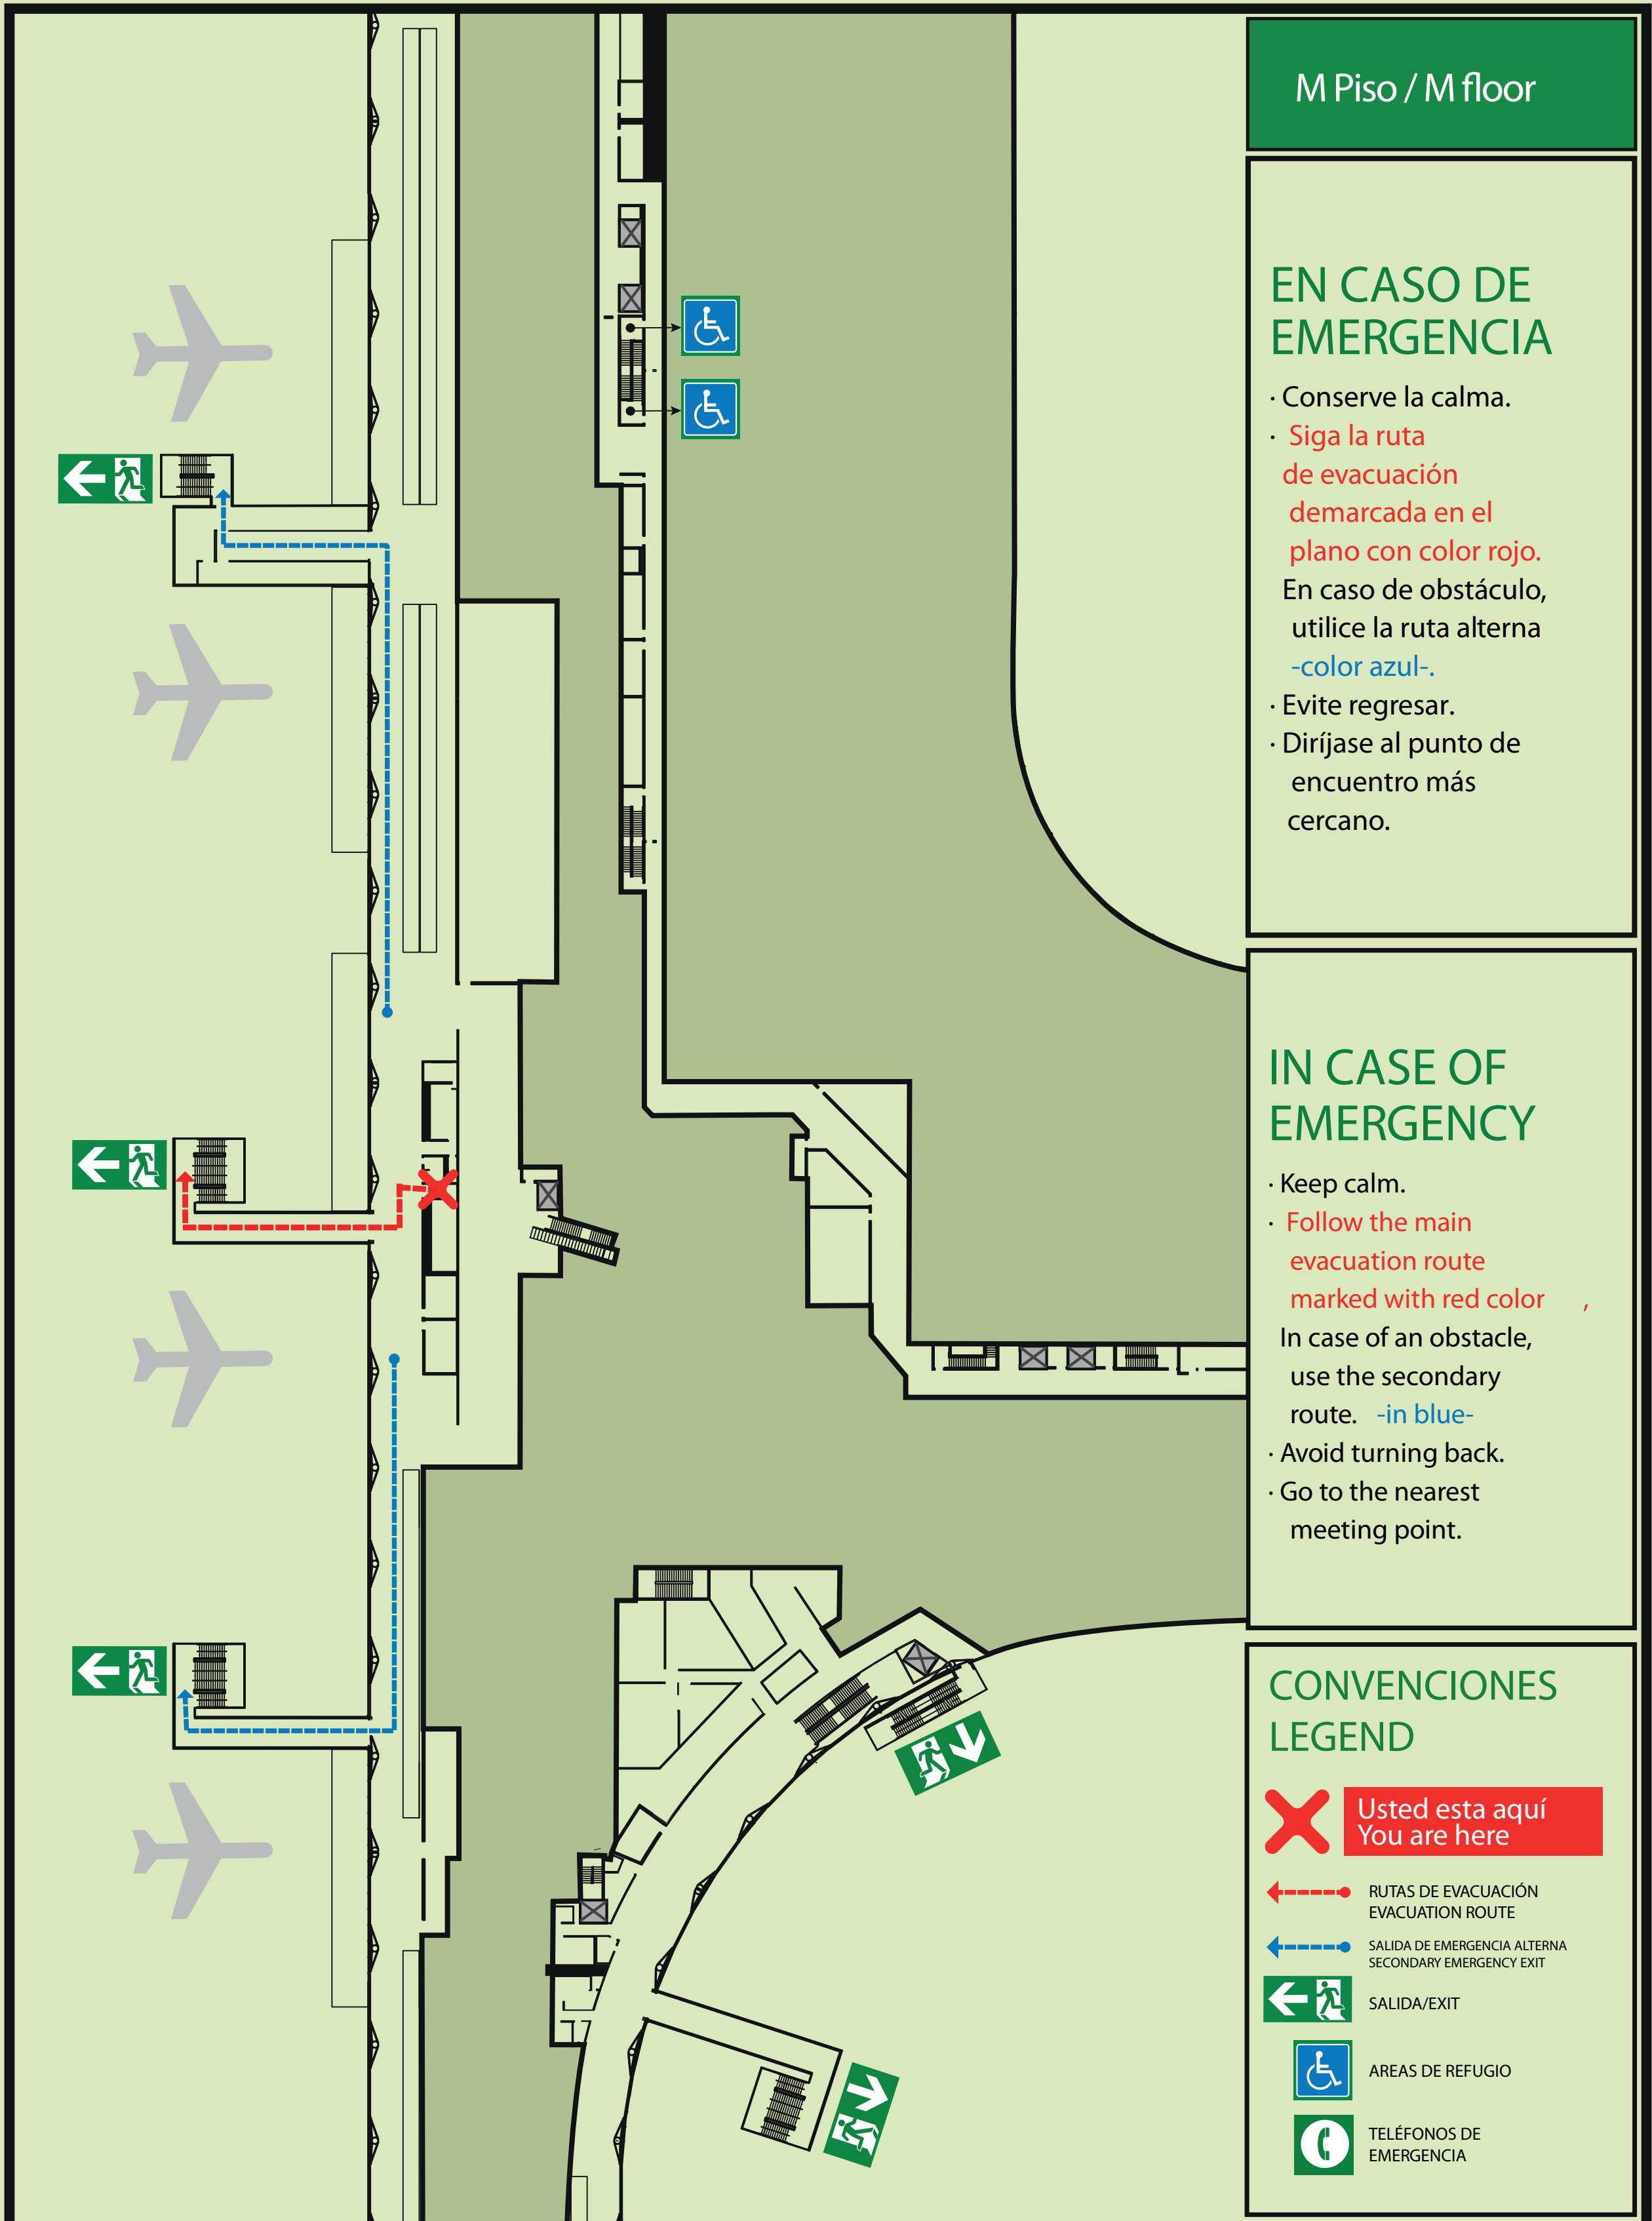 M Piso / M floor
EN CASO DE
EMERGENCIA
· Conserve la calma.
· Siga la ruta
de evacuación
demarcada en el
plano con color rojo.
En caso de obstáculo,
utilice la ruta alterna
-color azul-.
· Evite regresar.
· Diríjase al punto de
encuentro más
cercano.
IN CASE OF
EMERGENCY
· Keep calm.
· Follow the main
evacuation route
marked with red color ,
In case of an obstacle,
use the secondary
route. -in blue-
· Avoid turning back.
· Go to the nearest
meeting point.
CONVENCIONES
LEGEND
Usted esta aquí
You are here
RUTAS DE EVACUACIÓN
EVACUATION ROUTE
SALIDA DE EMERGENCIA ALTERNA
SECONDARY EMERGENCY EXIT
SALIDA/EXIT
AREAS DE REFUGIO
TELÉFONOS DE
EMERGENCIA